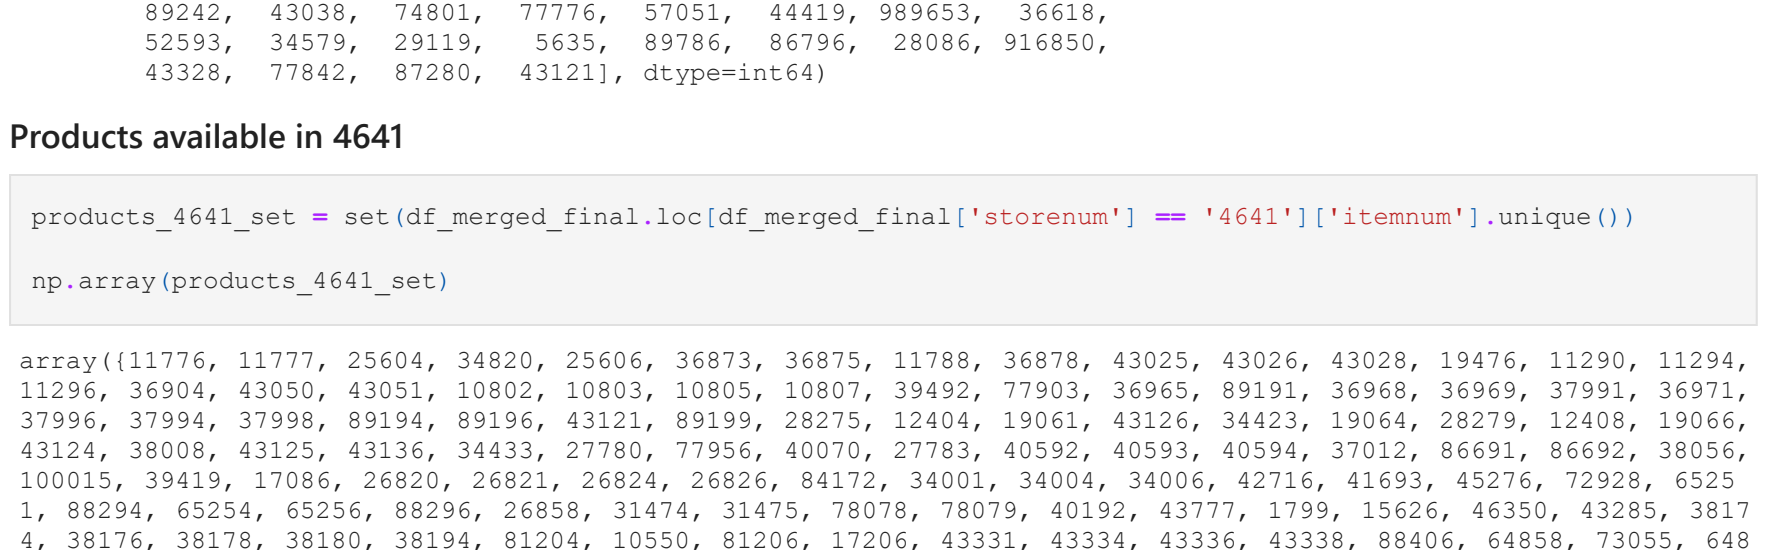 89242, 43038, 74801, 77776, 57051, 44419, 989653, 36618,
52593, 34579, 29119, 5635, 89786, 86796, 28086, 916850,
43328, 77842, 87280, 43121], dtype=int64)
Products available in 4641
products_4641_set = set(df_merged_final.loc[df_merged_final['storenum'] == '4641']['itemnum'].unique())
np.array(products_4641_set)
array({11776, 11777, 25604, 34820, 25606, 36873, 36875, 11788, 36878, 43025, 43026, 43028, 19476, 11290, 11294,
11296, 36904, 43050, 43051, 10802, 10803, 10805, 10807, 39492, 77903, 36965, 89191, 36968, 36969, 37991, 36971,
37996, 37994, 37998, 89194, 89196, 43121, 89199, 28275, 12404, 19061, 43126, 34423, 19064, 28279, 12408, 19066,
43124, 38008, 43125, 43136, 34433, 27780, 77956, 40070, 27783, 40592, 40593, 40594, 37012, 86691, 86692, 38056,
100015, 39419, 17086, 26820, 26821, 26824, 26826, 84172, 34001, 34004, 34006, 42716, 41693, 45276, 72928, 6525
1, 88294, 65254, 65256, 88296, 26858, 31474, 31475, 78078, 78079, 40192, 43777, 1799, 15626, 46350, 43285, 3817
4, 38176, 38178, 38180, 38194, 81204, 10550, 81206, 17206, 43331, 43334, 43336, 43338, 88406, 64858, 73055, 648